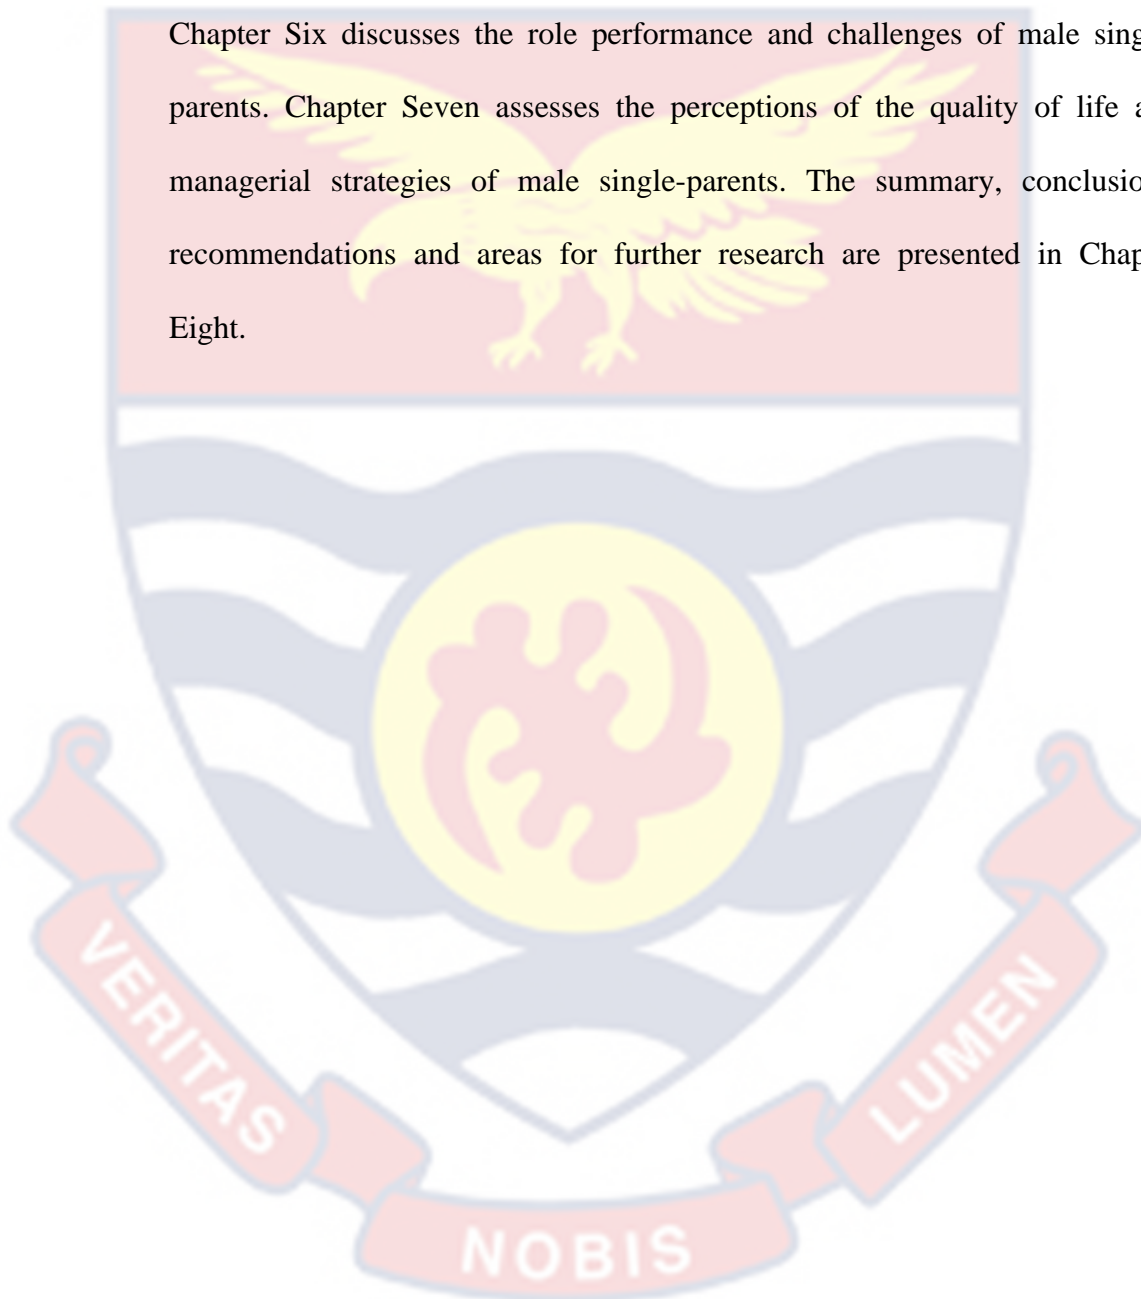 Chapter Six discusses the role performance and challenges of male sing
parents. Chapter Seven assesses the perceptions of the quality of life a
managerial strategies of male single-parents. The summary, conclusio
recommendations and areas for further research are presented in Chap
Eight.
VERITAS
NOBIS
LUMEN